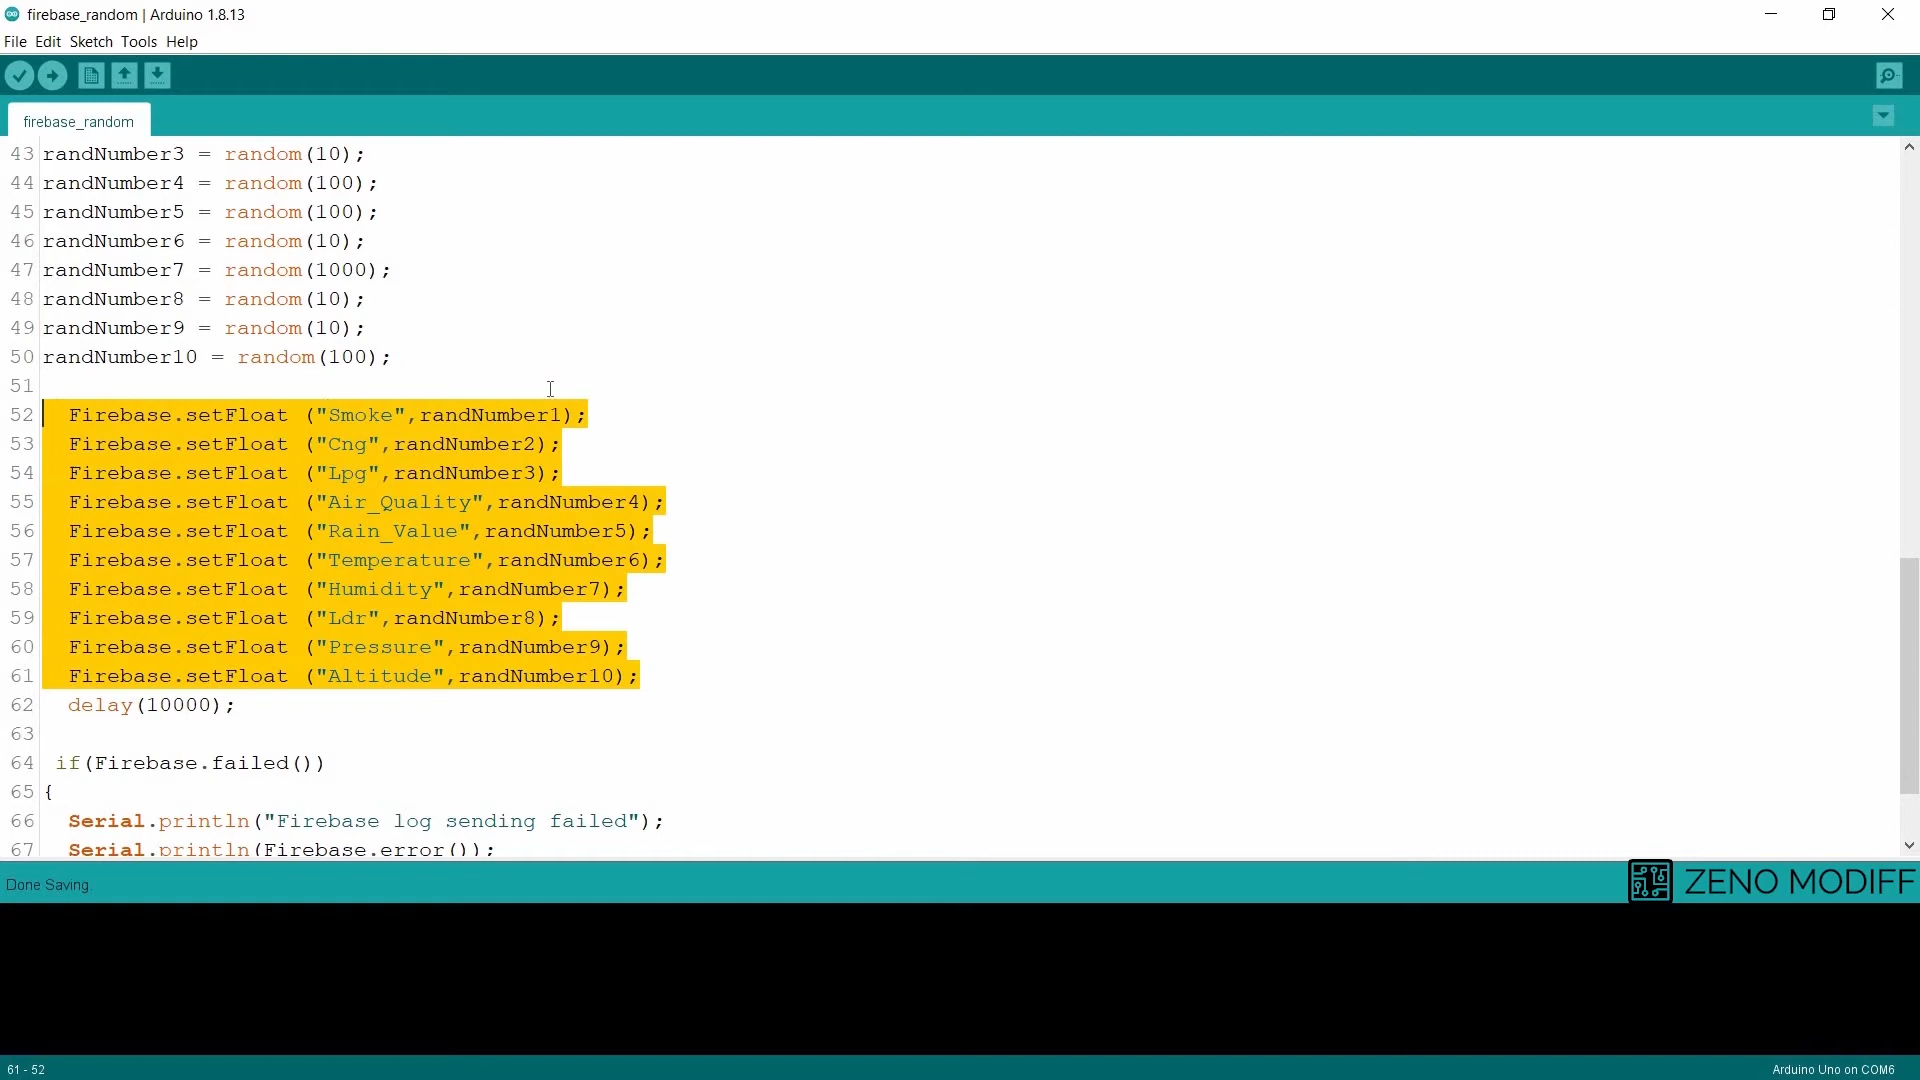 firebase_random | Arduino 1.8.13
File Edit Sketch Tools Help
firebase_random
43 randNumber3 = random(10);
44 randNumber4 = random(100);
45 randNumber5 = random(100);
46 randNumber6 = random(10);
47 randNumber7 = random(1000);
48 randNumber8 = random(10);
49 randNumber9 = random(10);
50 randNumber10 = random(100);
51
52 Firebase.setFloat ("Smoke",randNumber1);
53 Firebase.setFloat ("Cng",randNumber2);
54 Firebase.setFloat ("Lpg",randNumber3);
55 Firebase.setFloat ("Air_Quality",randNumber4);
56 Firebase.setFloat ("Rain_Value",randNumber5);
57 Firebase.setFloat ("Temperature",randNumber6);
58 Firebase.setFloat ("Humidity",randNumber7);
59 Firebase.setFloat ("Ldr",randNumber8);
60 Firebase.setFloat ("Pressure",randNumber9);
61 Firebase.setFloat ("Altitude",randNumber10);
62 delay(10000);
63
64 if(Firebase.failed())
65 {
66 Serial.println("Firebase log sending failed");
67 Serial.println(Firebase.error());
Done Saving
ZENO MODIFF
61 - 52
Arduino Uno on COM6